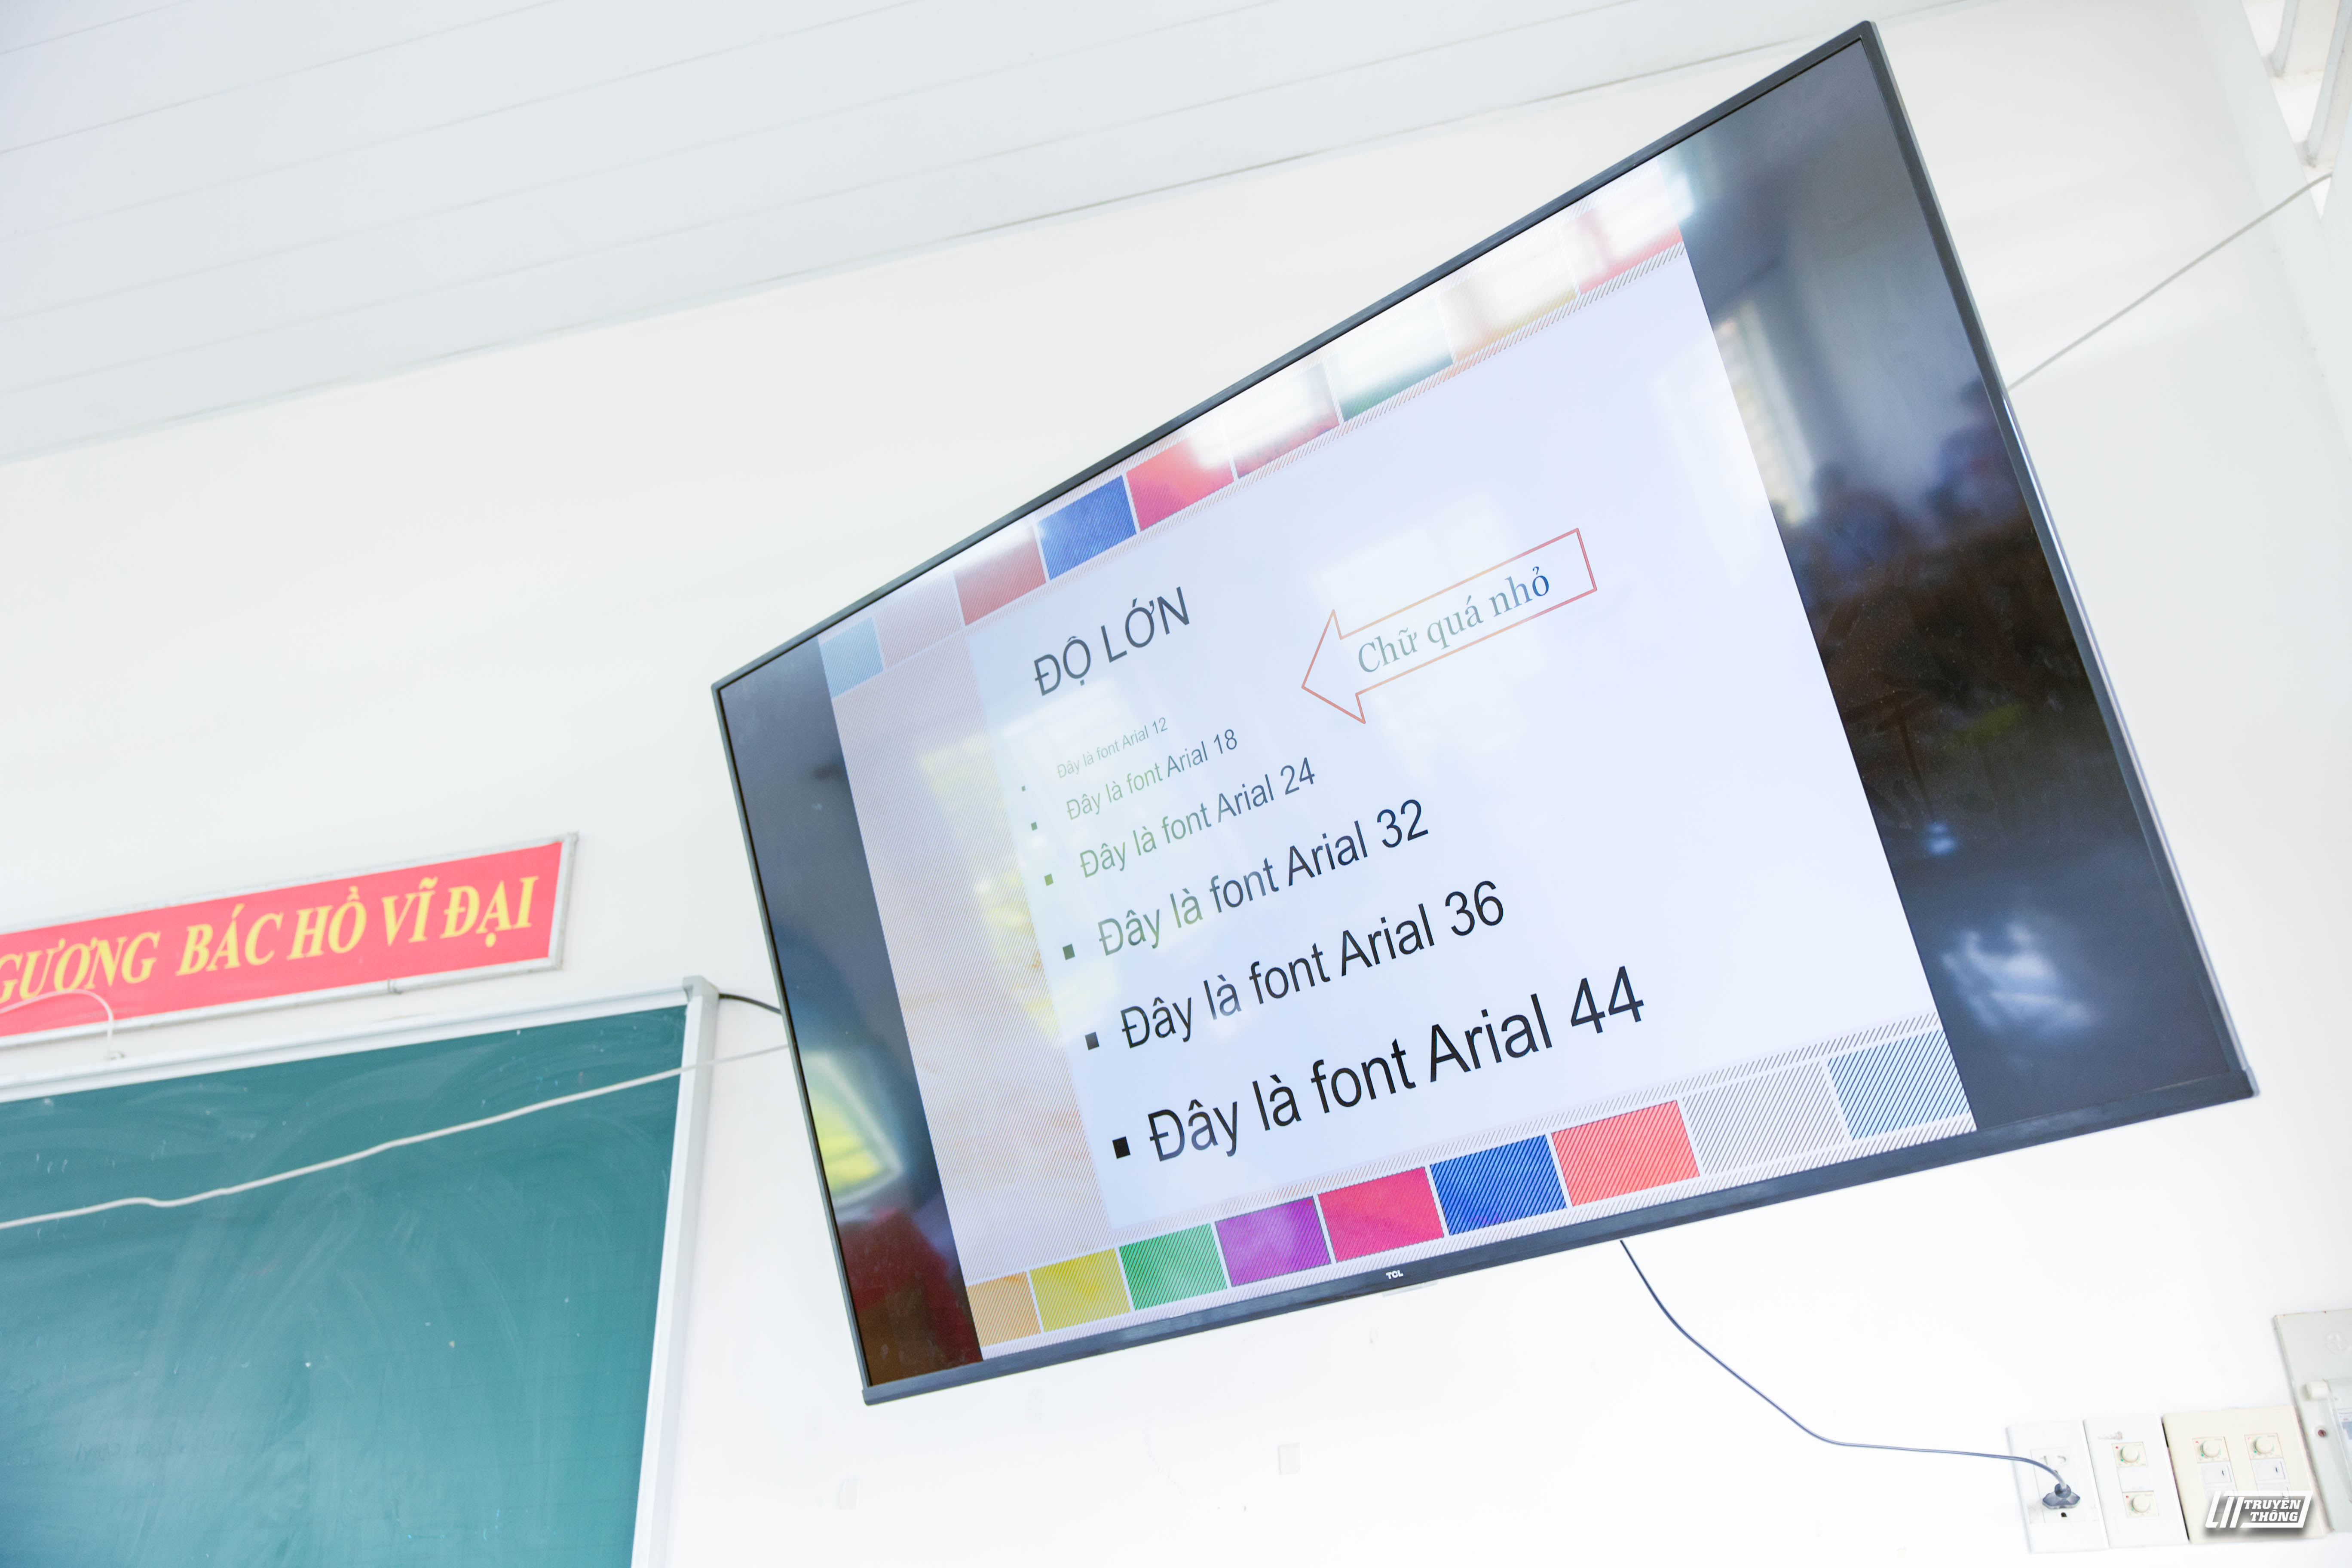 GƯƠNG BÁC HỒ VĨ ĐẠI
ĐỘ LỚN
Chữ quá nhỏ
▪ Đây là font Arial 12
▪ Đây là font Arial 18
▪ Đây là font Arial 24
▪ Đây là font Arial 32
▪ Đây là font Arial 36
▪ Đây là font Arial 44
TCL
TRUYỀN
THÔNG